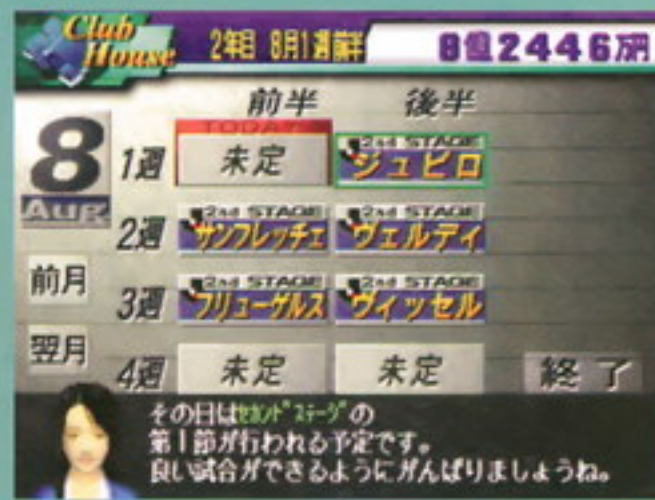 Club House
2年目 8月1週前半
8億2446万円
前半 後半
8 Aug
TODAY
1週 未定 2nd STAGE ジュビロ
2週 2nd STAGE サンフレッチェ 2nd STAGE ヴェルディ
前月
3週 2nd STAGE フリューゲルス 2nd STAGE ヴィッセル
翌月
4週 未定 未定 終了
その日はセカンドステージの
第1節が行われる予定です。
良い試合ができるようにがんばりましょうね。